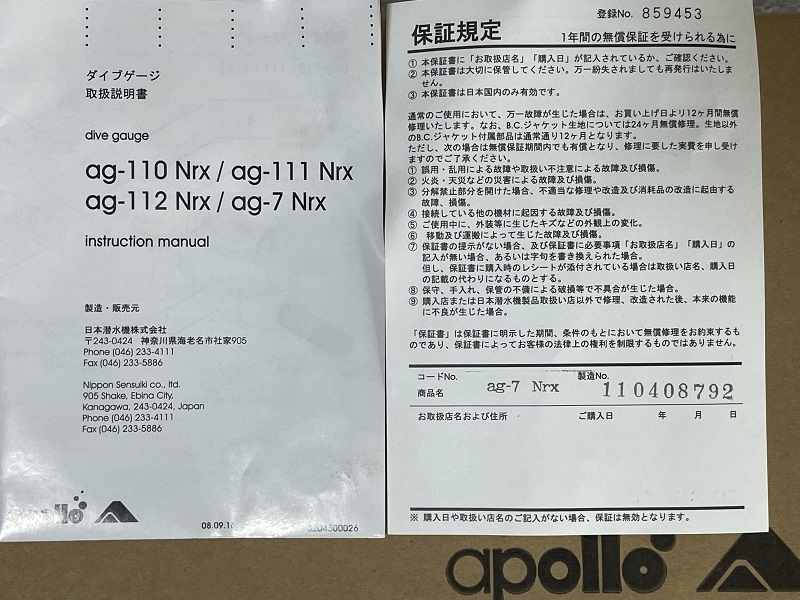 ダイブゲージ
取扱説明書
dive gauge
ag-110 Nrx / ag-111 Nrx
ag-112 Nrx / ag-7 Nrx
instruction manual
製造・販売元
日本潜水機株式会社
〒243-0424 神奈川県海老名市社家905
Phone (046) 233-4111
Fax (046) 233-5886
Nippon Sensuiki co., ltd.
905 Shake, Ebina City,
Kanagawa, 243-0424, Japan
Phone (046) 233-4111
Fax (046) 233-5886
登録No. 859453
保証規定 1年間の無償保証を受けられる為に
① 本保証書に「お取扱店名」「購入日」が記入されているか、ご確認ください。
② 本保証書は大切に保管してください。万一紛失されましても再発行はいたしま
せん。
③ 本保証書は日本国内のみ有効です。
通常のご使用において、万一故障が生じた場合は、お買い上げ日より12ヶ月間無償
修理いたします。なお、B.C.ジャケット生地については24ヶ月無償修理。生地以外
のB.C.ジャケット付属部品は通常通り12ヶ月となります。
ただし、次の場合は無償保証期間内でも有償となり、修理に要した実費を申し受け
ますのでご了承ください。
① 誤用・乱用による故障や取扱い不注意による故障及び損傷。
② 火炎・天災などの災害による故障及び損傷。
③ 分解禁止部分を開けた場合、不適当な修理や改造及び消耗品の改造に起因する
故障、損傷。
④ 接続している他の機材に起因する故障及び損傷。
⑤ ご使用中に、外装等に生じたキズなどの外観上の変化。
⑥ 移動及び運搬によって生じた故障及び損傷。
⑦ 保証書の提示がない場合、及び保証書に必要事項「お取扱店名」「購入日」の
記入が無い場合、あるいは字句を書き換えられた場合。
但し、保証書に購入時のレシートが添付されている場合は取扱い店名、購入日
の記載の代わりになるものとする。
⑧ 保守、手入れ、保管の不備による破損等で不具合が生じた場合。
⑨ 購入店または日本潜水機製品取扱い店以外で修理、改造された後、本来の機能
に不良が生じた場合。
「保証書」は保証書に明示した期間、条件のもとにおいて無償修理をお約束するも
のであり、保証書によってお客様の法律上の権利を制限するものではありません。
コードNo. 製造No.
商品名 ag-7 Nrx 110408792
お取扱店名および住所 ご購入日 年 月 日
※ 購入日や取扱い店名のご記入がない場合、保証は無効となります。
apollo